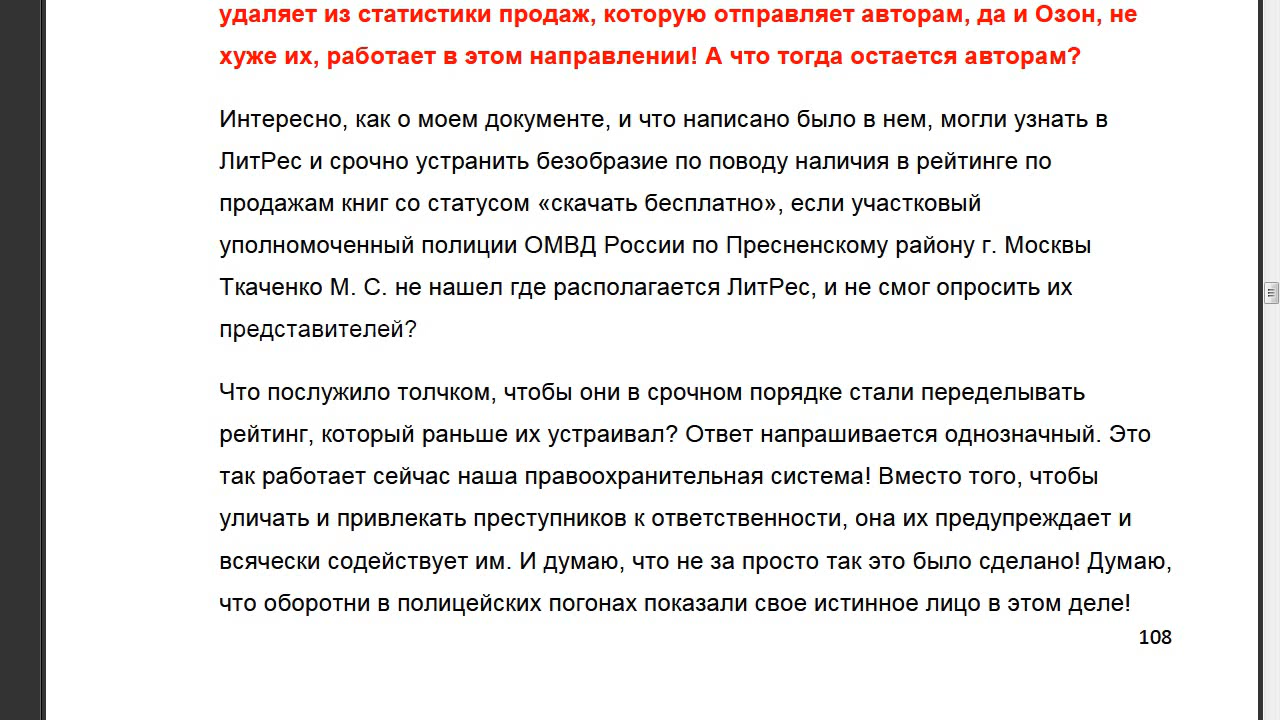 удаляет из статистики продаж, которую отправляет авторам, да и Озон, не
хуже их, работает в этом направлении! А что тогда остается авторам?
Интересно, как о моем документе, и что написано было в нем, могли узнать в
ЛитРес и срочно устранить безобразие по поводу наличия в рейтинге по
продажам книг со статусом «скачать бесплатно», если участковый
уполномоченный полиции ОМВД России по Пресненскому району г. Москвы
Ткаченко М. С. не нашел где располагается ЛитРес, и не смог опросить их
представителей?
Что послужило толчком, чтобы они в срочном порядке стали переделывать
рейтинг, который раньше их устраивал? Ответ напрашивается однозначный. Это
так работает сейчас наша правоохранительная система! Вместо того, чтобы
уличать и привлекать преступников к ответственности, она их предупреждает и
всячески содействует им. И думаю, что не за просто так это было сделано! Думаю,
что оборотни в полицейских погонах показали свое истинное лицо в этом деле!
108